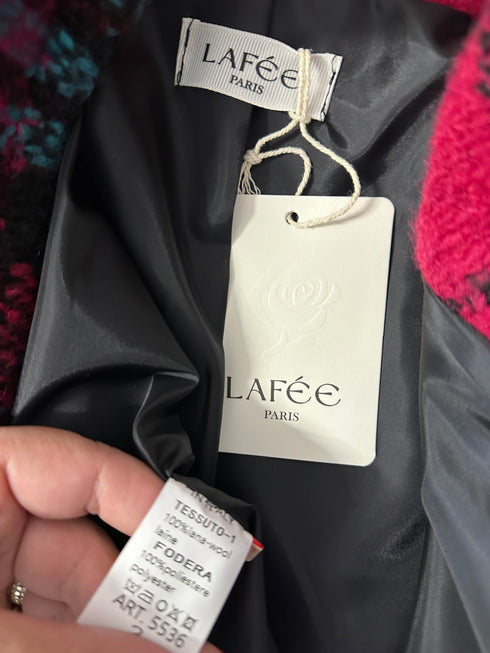 LAFÉE
PARIS
LAFÉE
PARIS
TESSUTO-1
100%lana-wool
laine
FODERA
100%poliestere
polyester
ART. 5536